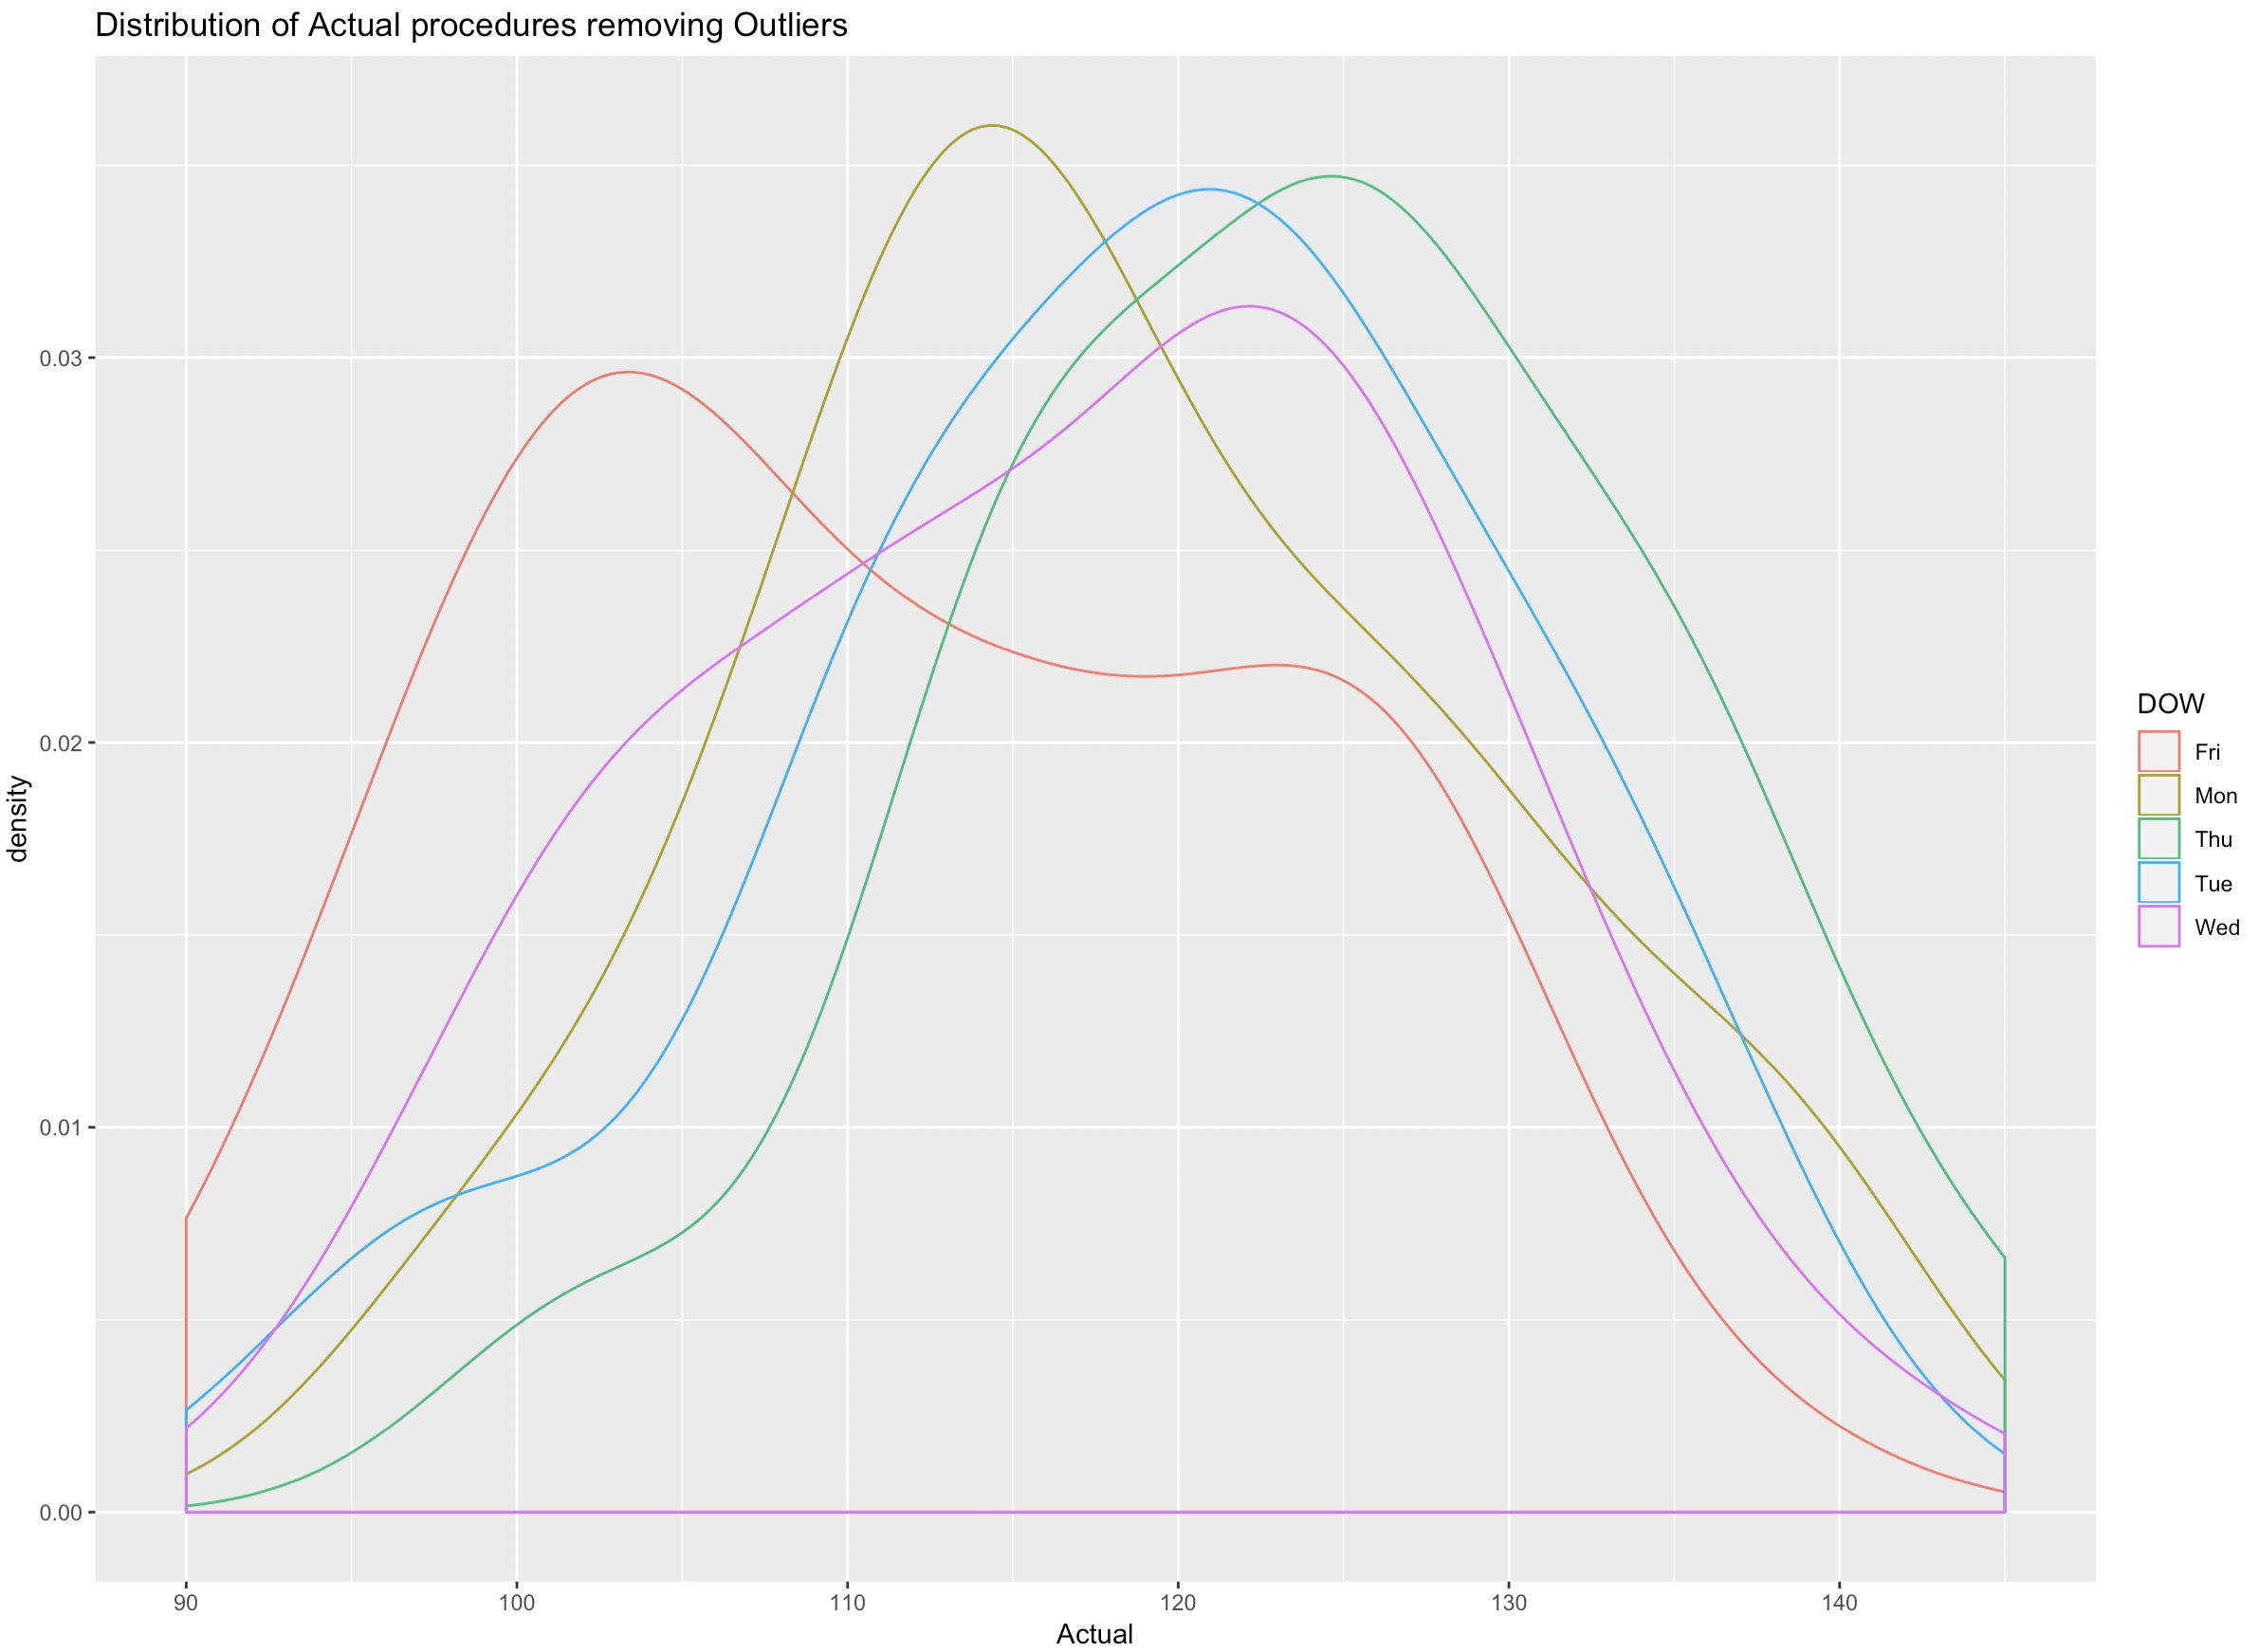 Distribution of Actual procedures removing Outliers
density
0.03
0.02
0.01
0.00
90 100 110 120 130 140
Actual
DOW
Fri
Mon
Thu
Tue
Wed